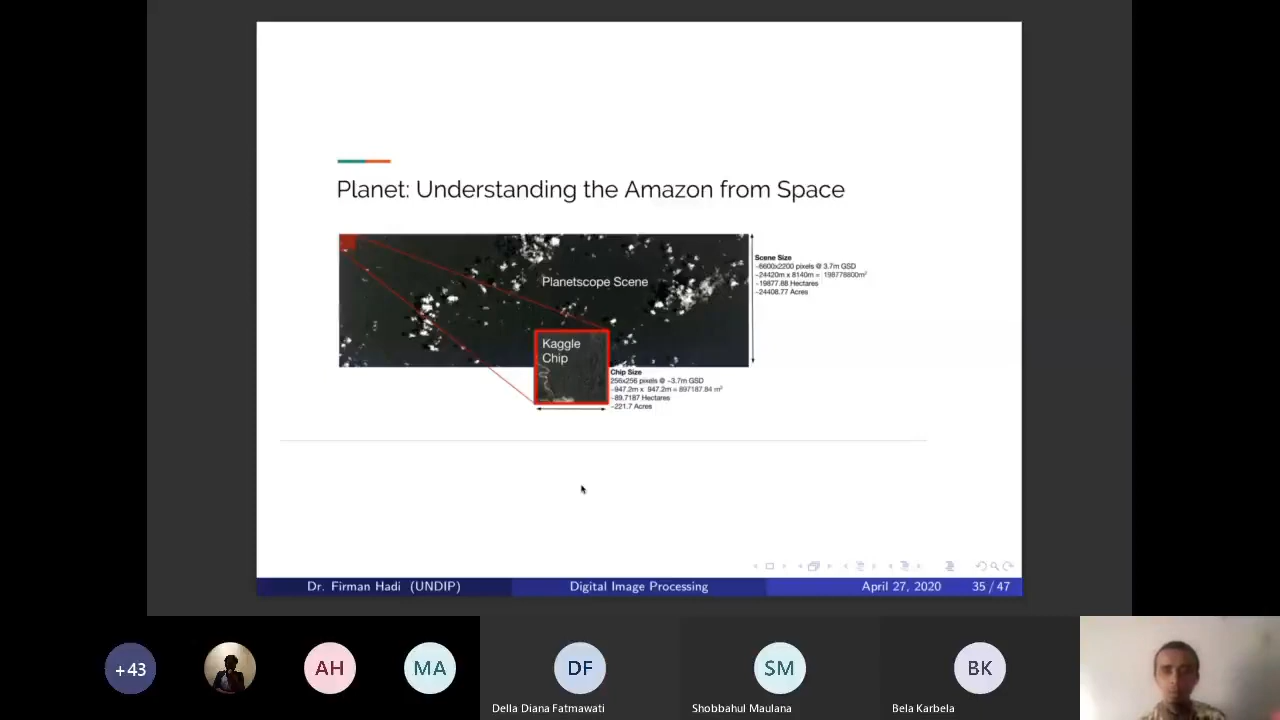 Planet: Understanding the Amazon from Space
Planetscope Scene
Scene Size
~6600x2200 pixels @ 3.7m GSD
~24420m x 8140m = 198778800m²
~19877.88 Hectares
~24408.77 Acres
Kaggle
Chip
Chip Size
256x256 pixels @ ~3.7m GSD
~947.2m x 947.2m = 897187.84 m²
~89.7187 Hectares
~221.7 Acres
Dr. Firman Hadi (UNDIP)
Digital Image Processing
April 27, 2020
35 / 47
+43
AH
MA
DF
SM
BK
Della Diana Fatmawati
Shobbahul Maulana
Bela Karbela